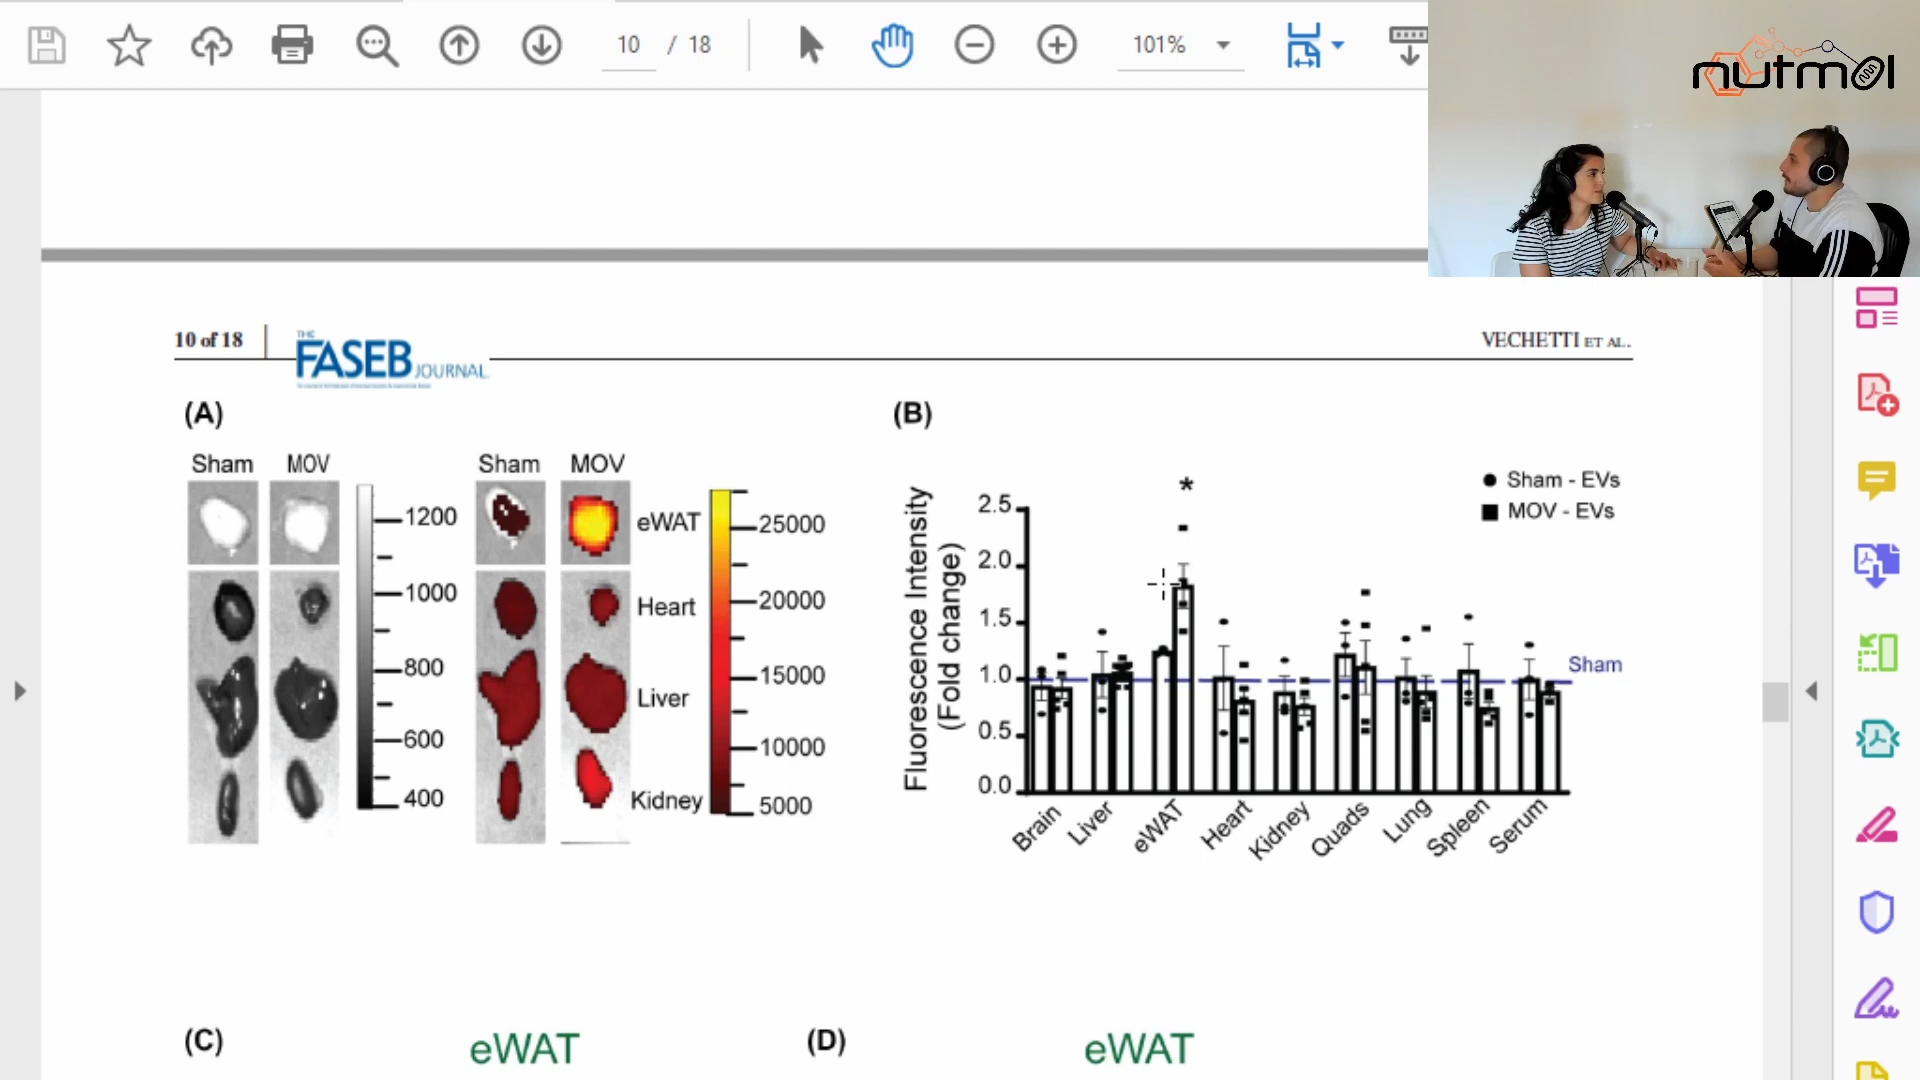 10 / 18
101%
nutmol
10 of 18
THE
FASEB JOURNAL
VECHETTI ET AL.
(A)
(B)
Sham MOV
Sham MOV
Sham - EVs
MOV - EVs
1200
1000
800
600
400
eWAT
Heart
Liver
Kidney
25000
20000
15000
10000
5000
Fluorescence Intensity
(Fold change)
*
2.5
2.0
1.5
1.0
0.5
0.0
Sham
Brain
Liver
eWAT
Heart
Kidney
Quads
Lung
Spleen
Serum
(C)
eWAT
(D)
eWAT